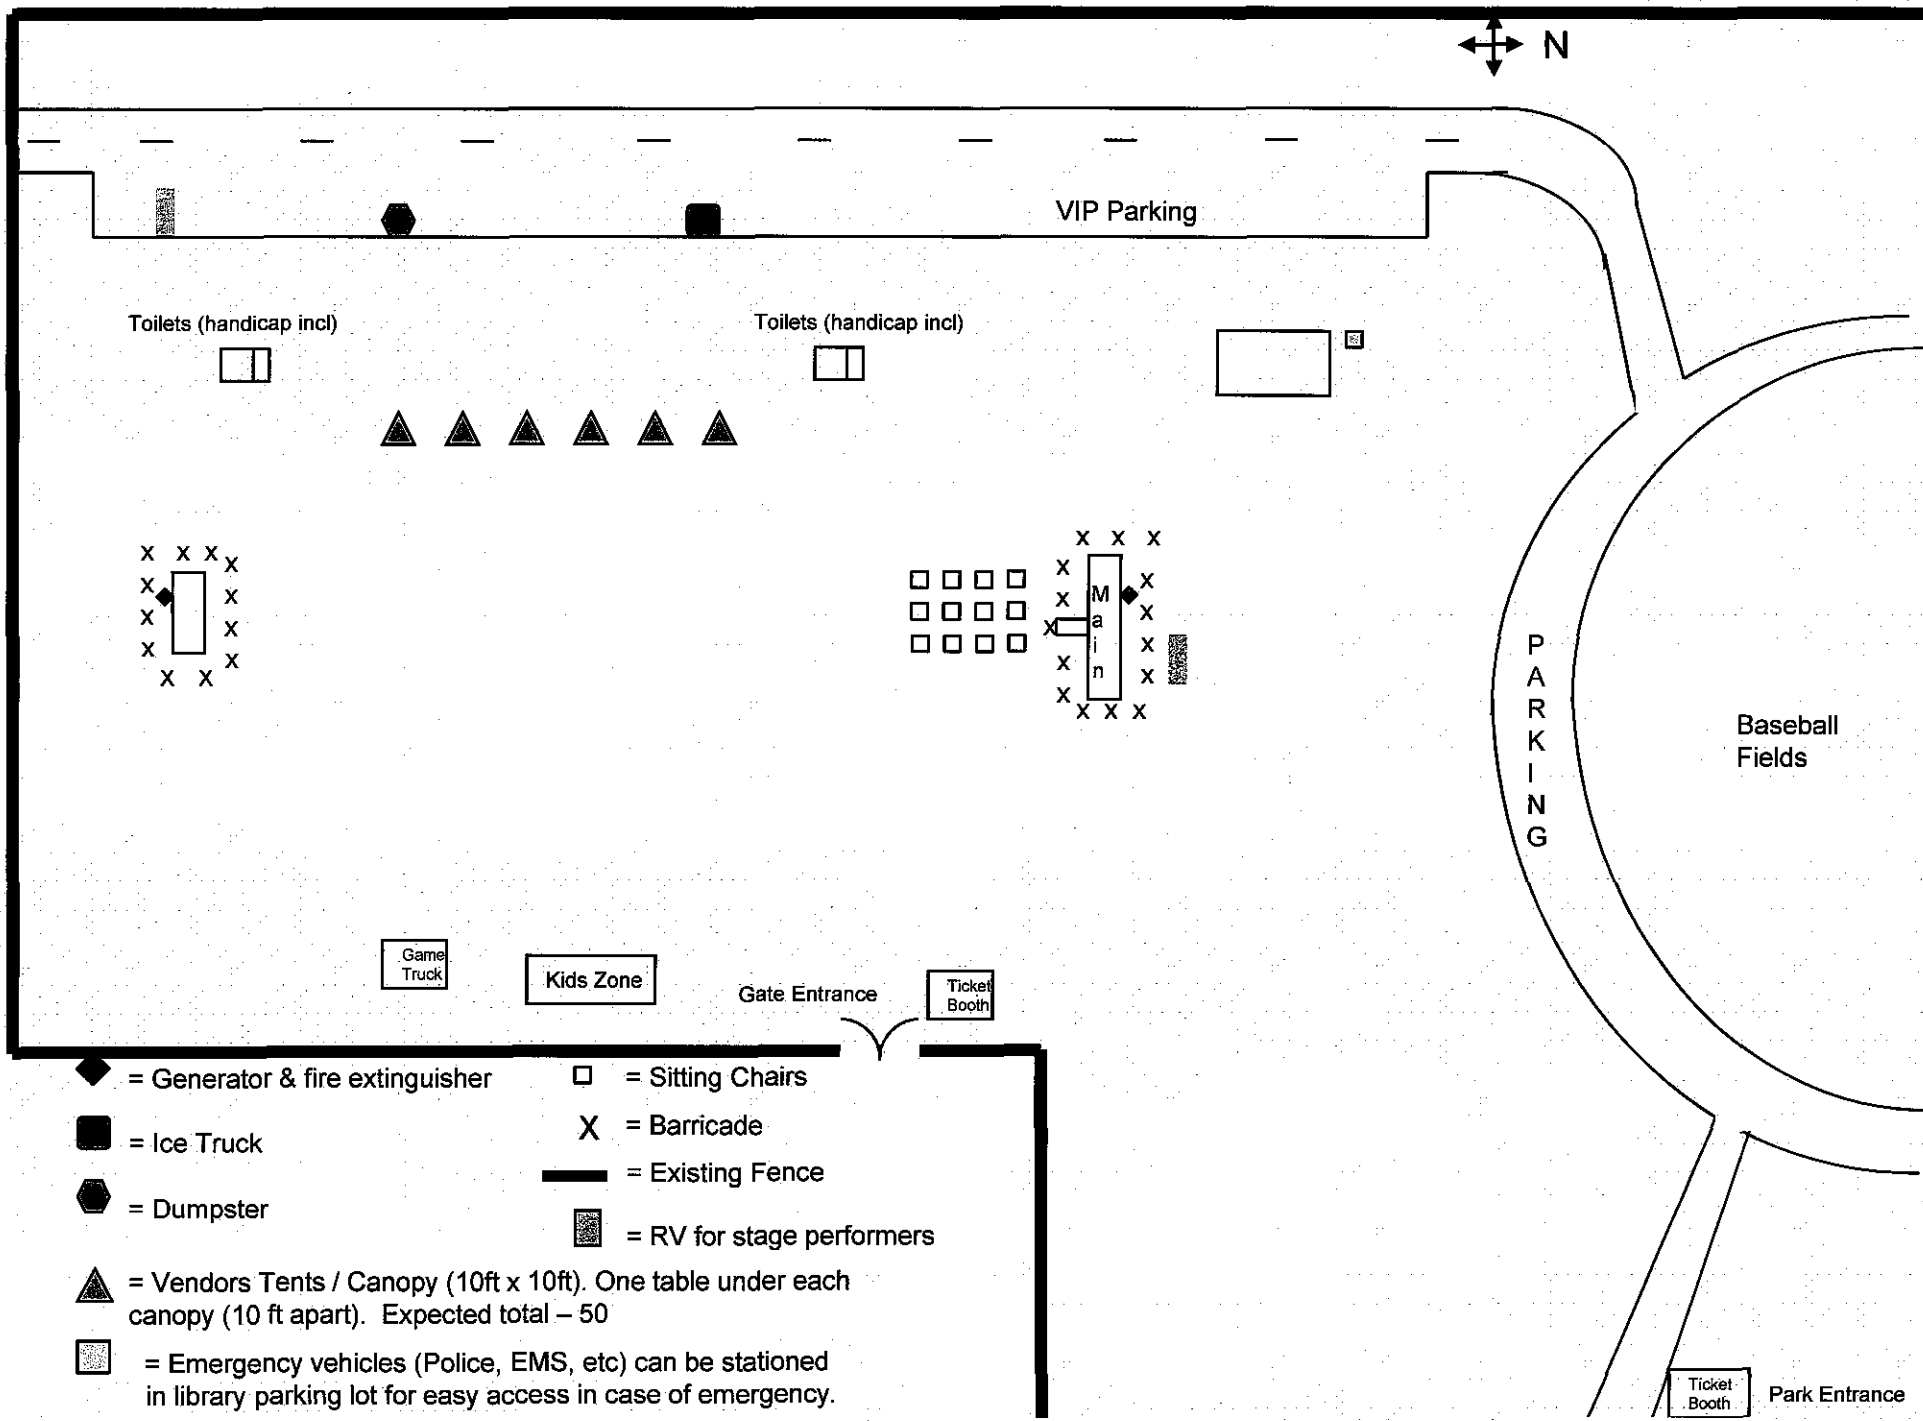 N
VIP Parking
Toilets (handicap incl)
Toilets (handicap incl)
X X X X
X X
X X
X X
X X
X X X
X X
X X
X
X X
X X
X X X
Main
PARKING
Baseball
Fields
Game
Truck
Kids Zone
Gate Entrance
Ticket
Booth
= Generator & fire extinguisher
= Sitting Chairs
= Ice Truck
X = Barricade
= Existing Fence
= Dumpster
= RV for stage performers
= Vendors Tents / Canopy (10ft x 10ft). One table under each
canopy (10 ft apart). Expected total – 50
= Emergency vehicles (Police, EMS, etc) can be stationed
in library parking lot for easy access in case of emergency.
Ticket
Booth
Park Entrance